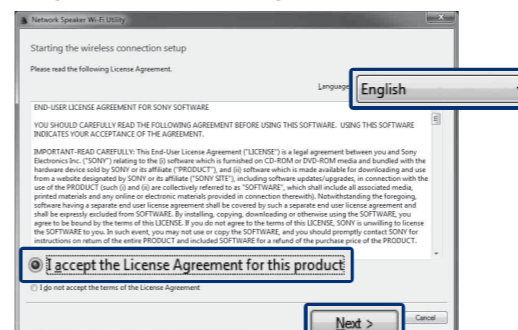 Network Speaker Wi-Fi Utility
Starting the wireless connection setup
Please read the following License Agreement.
Language
English
END-USER LICENSE AGREEMENT FOR SONY SOFTWARE
YOU SHOULD CAREFULLY READ THE FOLLOWING AGREEMENT BEFORE USING THIS SOFTWARE. USING THIS SOFTWARE
INDICATES YOUR ACCEPTANCE OF THE AGREEMENT.
IMPORTANT-READ CAREFULLY: This End-User License Agreement ("LICENSE") is a legal agreement between you and Sony
Electronics Inc. ("SONY") relating to the (i) software which is furnished on CD-ROM or DVD-ROM media and bundled with the
hardware device sold by SONY or its affiliate ("PRODUCT"), and (ii) software which is made available for downloading and use
from a website designated by SONY or its affiliate ("SONY SITE"), including software updates/upgrades, in connection with the
use of the PRODUCT (such (i) and (ii) are collectively referred to as "SOFTWARE", which shall include all associated media,
printed materials and any online or electronic materials provided in connection therewith). Notwithstanding the foregoing,
software having a separate end user license agreement shall be covered by such a separate end user license agreement and
shall be expressly excluded from SOFTWARE. By installing, copying, downloading or otherwise using the SOFTWARE, you
agree to be bound by the terms of this LICENSE. If you do not agree to the terms of this LICENSE, SONY is unwilling to license
the SOFTWARE to you. In such event, you may not use or copy the SOFTWARE, and you should promptly contact SONY for
instructions on return of the entire PRODUCT and included SOFTWARE for a refund of the purchase price of the PRODUCT.
I accept the License Agreement for this product
I do not accept the terms of the License Agreement
Next >
Cancel